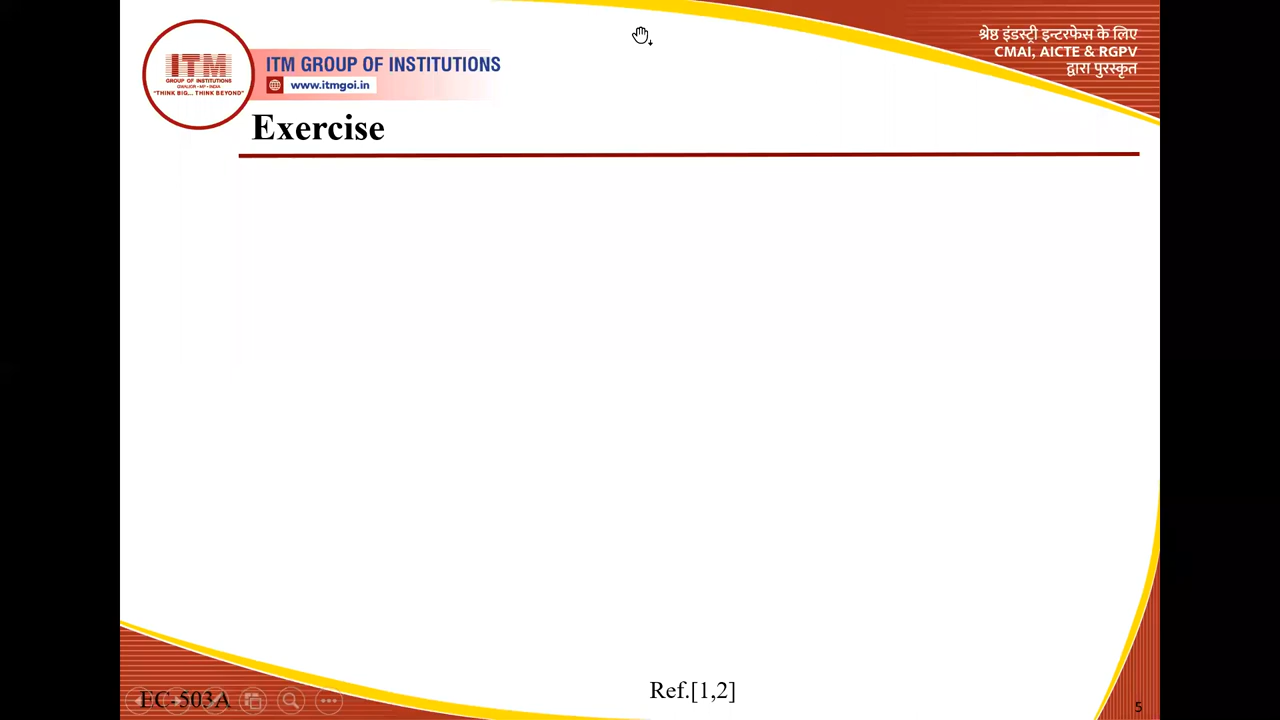 ITM
GROUP OF INSTITUTIONS
GWALIOR • MP • INDIA
"THINK BIG... THINK BEYOND"
ITM GROUP OF INSTITUTIONS
www.itmgoi.in
श्रेष्ठ इंडस्ट्री इन्टरफेस के लिए
CMAI, AICTE & RGPV
द्वारा पुरस्कृत
Exercise
EC-503A
Ref.[1,2]
5